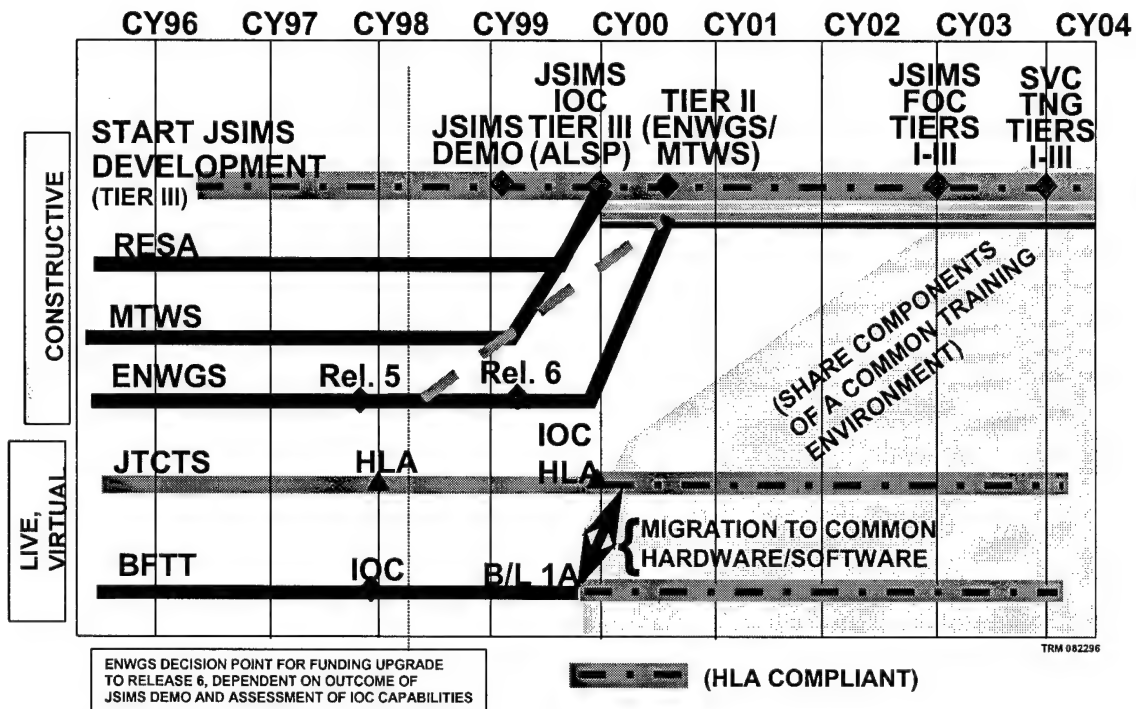 CY96 CY97 CY98 CY99 CY00 CY01 CY02 CY03 CY04
CONSTRUCTIVE
START JSIMS
DEVELOPMENT
(TIER III)
JSIMS
DEMO
JSIMS
IOC
TIER III
(ALSP)
TIER II
(ENWGS/
MTWS)
JSIMS
FOC
TIERS
I-III
SVC
TNG
TIERS
I-III
RESA
MTWS
ENWGS
Rel. 5
Rel. 6
(SHARE COMPONENTS
OF A COMMON TRAINING
ENVIRONMENT)
LIVE,
VIRTUAL
JTCTS
HLA
IOC
HLA
{MIGRATION TO COMMON
HARDWARE/SOFTWARE
BFTT
IOC
B/L 1A
TRM 082296
ENWGS DECISION POINT FOR FUNDING UPGRADE
TO RELEASE 6, DEPENDENT ON OUTCOME OF
JSIMS DEMO AND ASSESSMENT OF IOC CAPABILITIES
(HLA COMPLIANT)